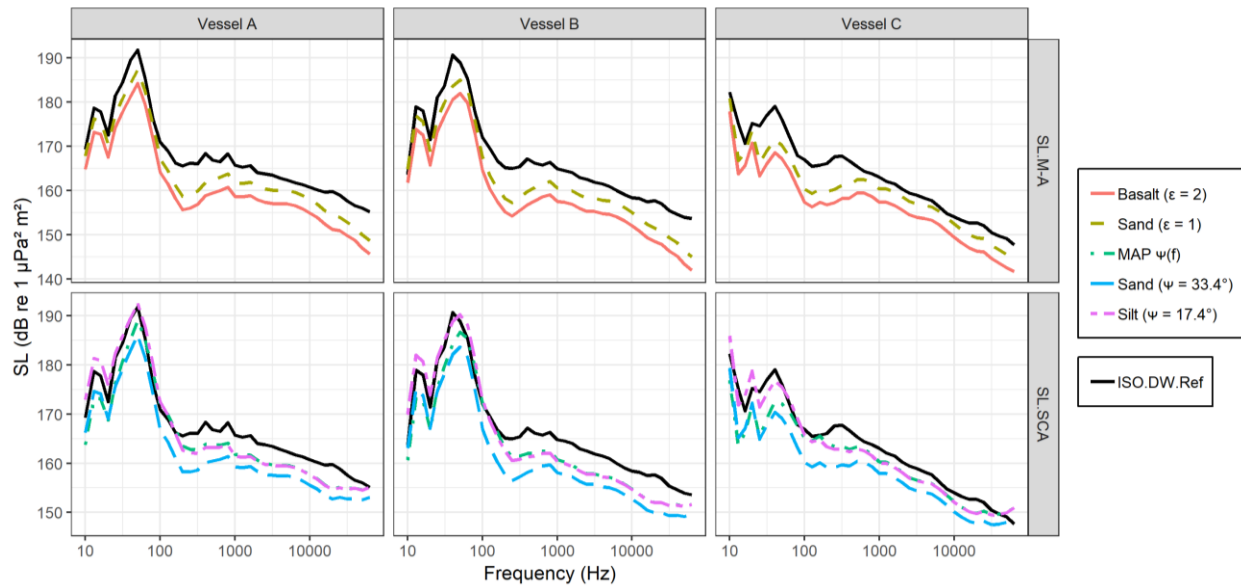 Vessel A
Vessel B
Vessel C
SL (dB re 1 μPa² m²)
190
180
170
160
150
140
SL.M-A
190
180
170
160
150
SL.SCA
10
100
1000
10000
10
100
1000
10000
10
100
1000
10000
Frequency (Hz)
Basalt (ε = 2)
Sand (ε = 1)
MAP Ψ(f)
Sand (Ψ = 33.4°)
Silt (Ψ = 17.4°)
ISO.DW.Ref